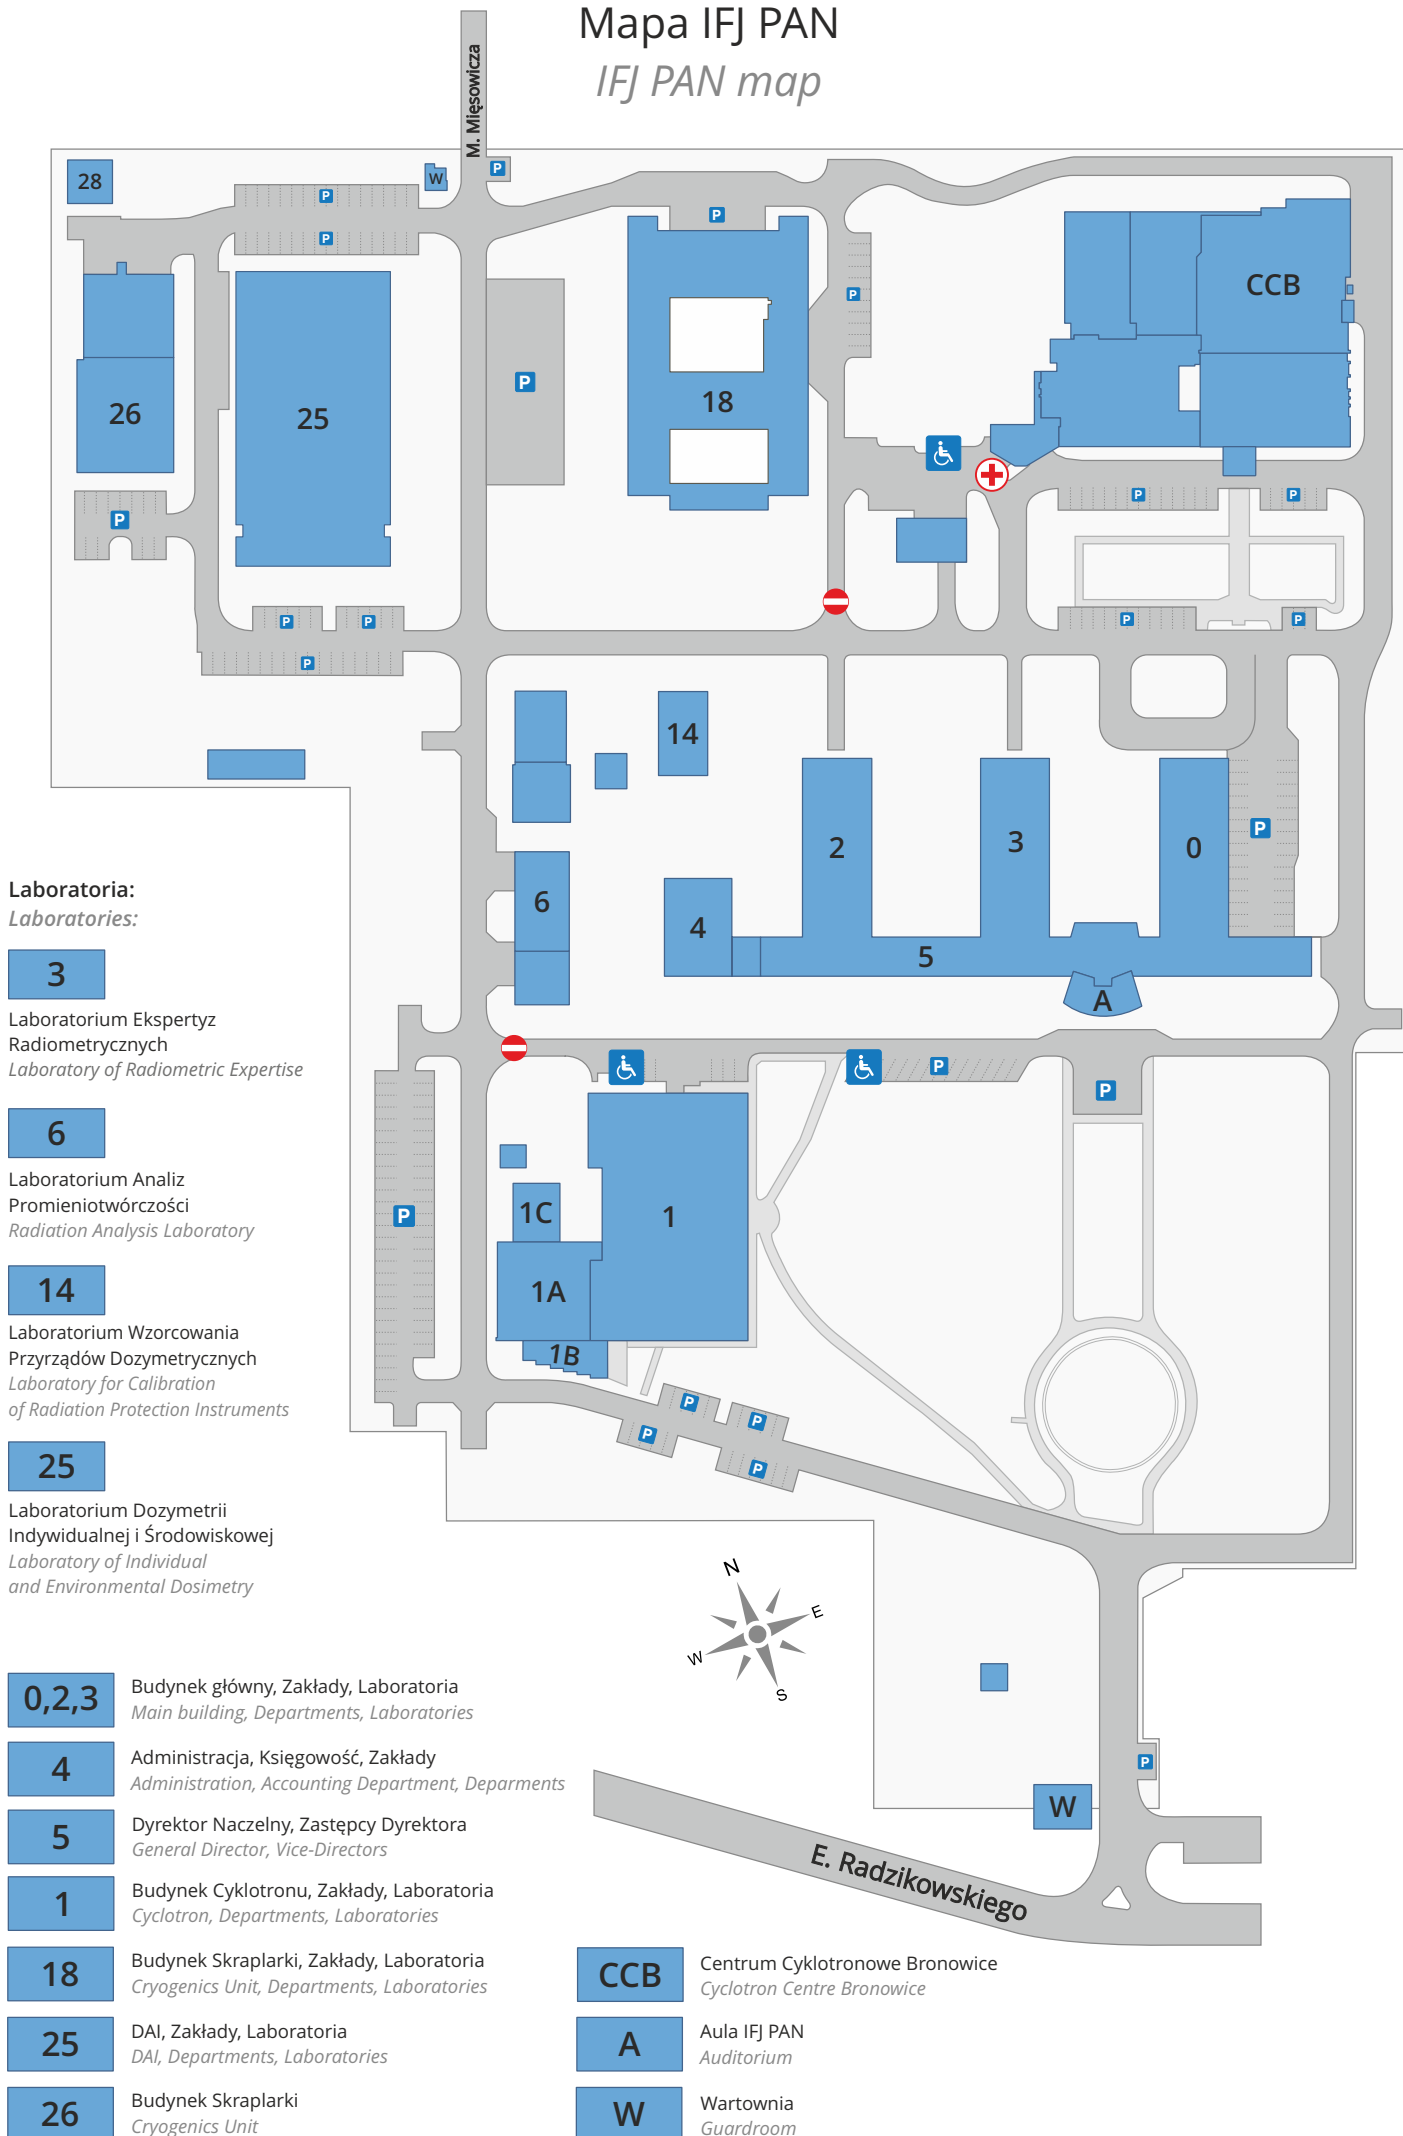 Mapa IFJ PAN
IFJ PAN map
M. Mięsowicza
28
P
W
P
P
P
P
CCB
26
25
P
18
P
P
P
P
P
P
P
P
P
14
2
3
0
P
6
4
5
A
P
P
1C
1
P
1A
1B
P
P
P
P
N
E
W
S
P
W
E. Radzikowskiego
Laboratoria:
Laboratories:
3
Laboratorium Ekspertyz
Radiometrycznych
Laboratory of Radiometric Expertise
6
Laboratorium Analiz
Promieniotwórczości
Radiation Analysis Laboratory
14
Laboratorium Wzorcowania
Przyrządów Dozymetrycznych
Laboratory for Calibration
of Radiation Protection Instruments
25
Laboratorium Dozymetrii
Indywidualnej i Środowiskowej
Laboratory of Individual
and Environmental Dosimetry
0,2,3
Budynek główny, Zakłady, Laboratoria
Main building, Departments, Laboratories
4
Administracja, Księgowość, Zakłady
Administration, Accounting Department, Deparments
5
Dyrektor Naczelny, Zastępcy Dyrektora
General Director, Vice-Directors
1
Budynek Cyklotronu, Zakłady, Laboratoria
Cyclotron, Departments, Laboratories
18
Budynek Skraplarki, Zakłady, Laboratoria
Cryogenics Unit, Departments, Laboratories
25
DAI, Zakłady, Laboratoria
DAI, Departments, Laboratories
26
Budynek Skraplarki
Cryogenics Unit
CCB
Centrum Cyklotronowe Bronowice
Cyclotron Centre Bronowice
A
Aula IFJ PAN
Auditorium
W
Wartownia
Guardroom